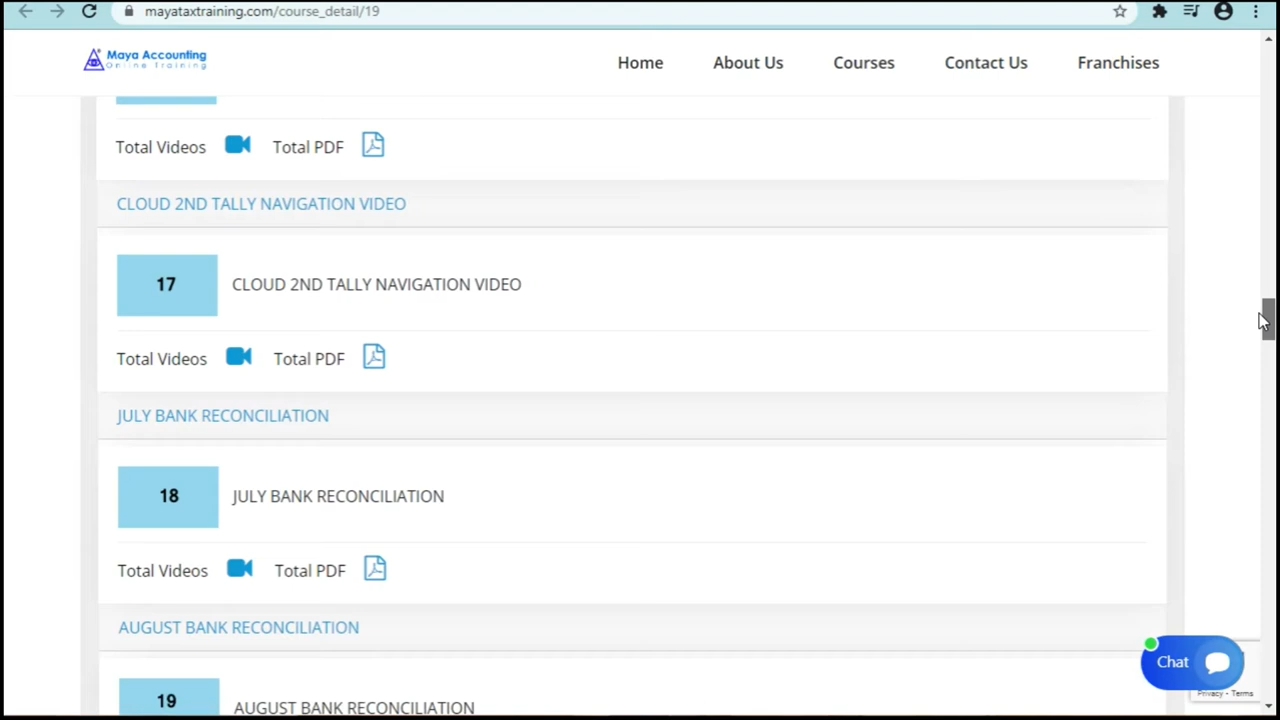 mayataxtraining.com/course_detail/19
Maya Accounting
Online Training
Home About Us Courses Contact Us Franchises
Total Videos Total PDF
CLOUD 2ND TALLY NAVIGATION VIDEO
17 CLOUD 2ND TALLY NAVIGATION VIDEO
Total Videos Total PDF
JULY BANK RECONCILIATION
18 JULY BANK RECONCILIATION
Total Videos Total PDF
AUGUST BANK RECONCILIATION
19 AUGUST BANK RECONCILIATION
Chat
Privacy - Terms